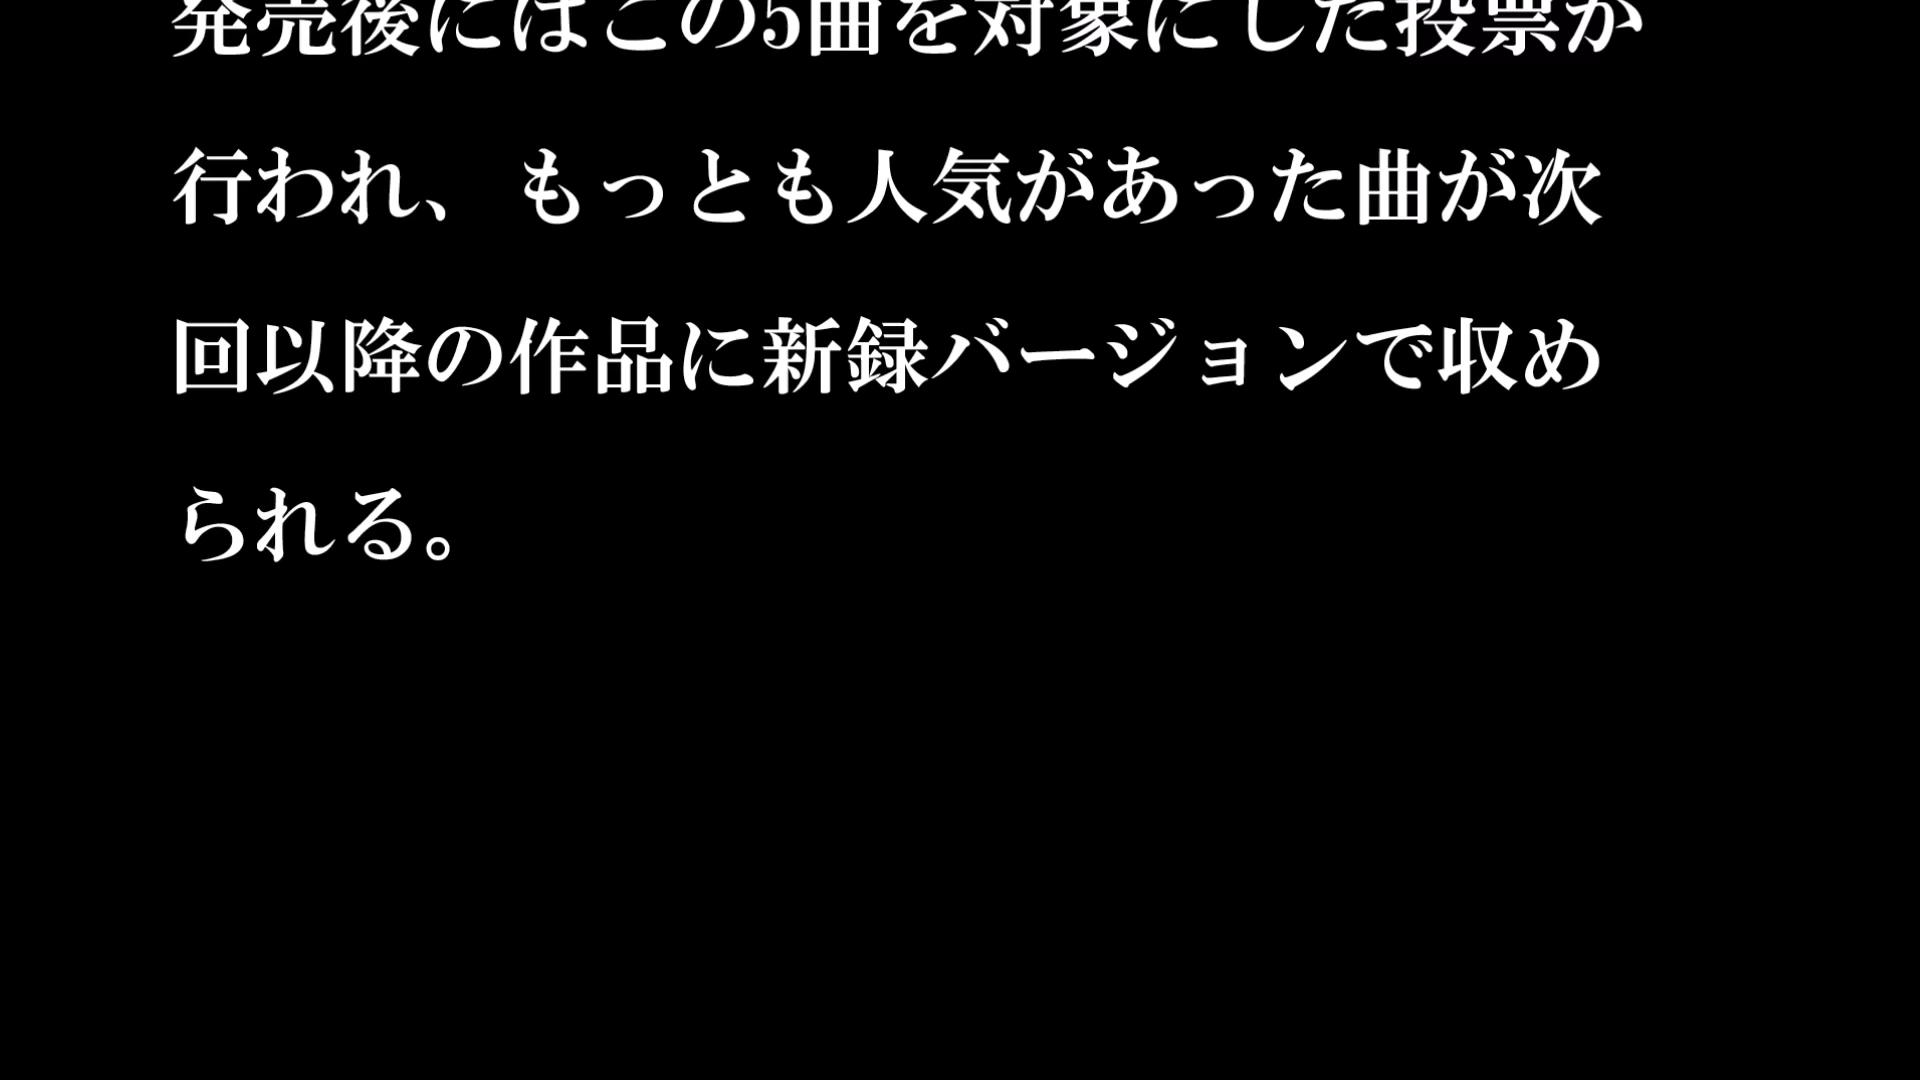 発売後にはこの5曲を対象にした投票が
行われ、もっとも人気があった曲が次
回以降の作品に新録バージョンで収め
られる。